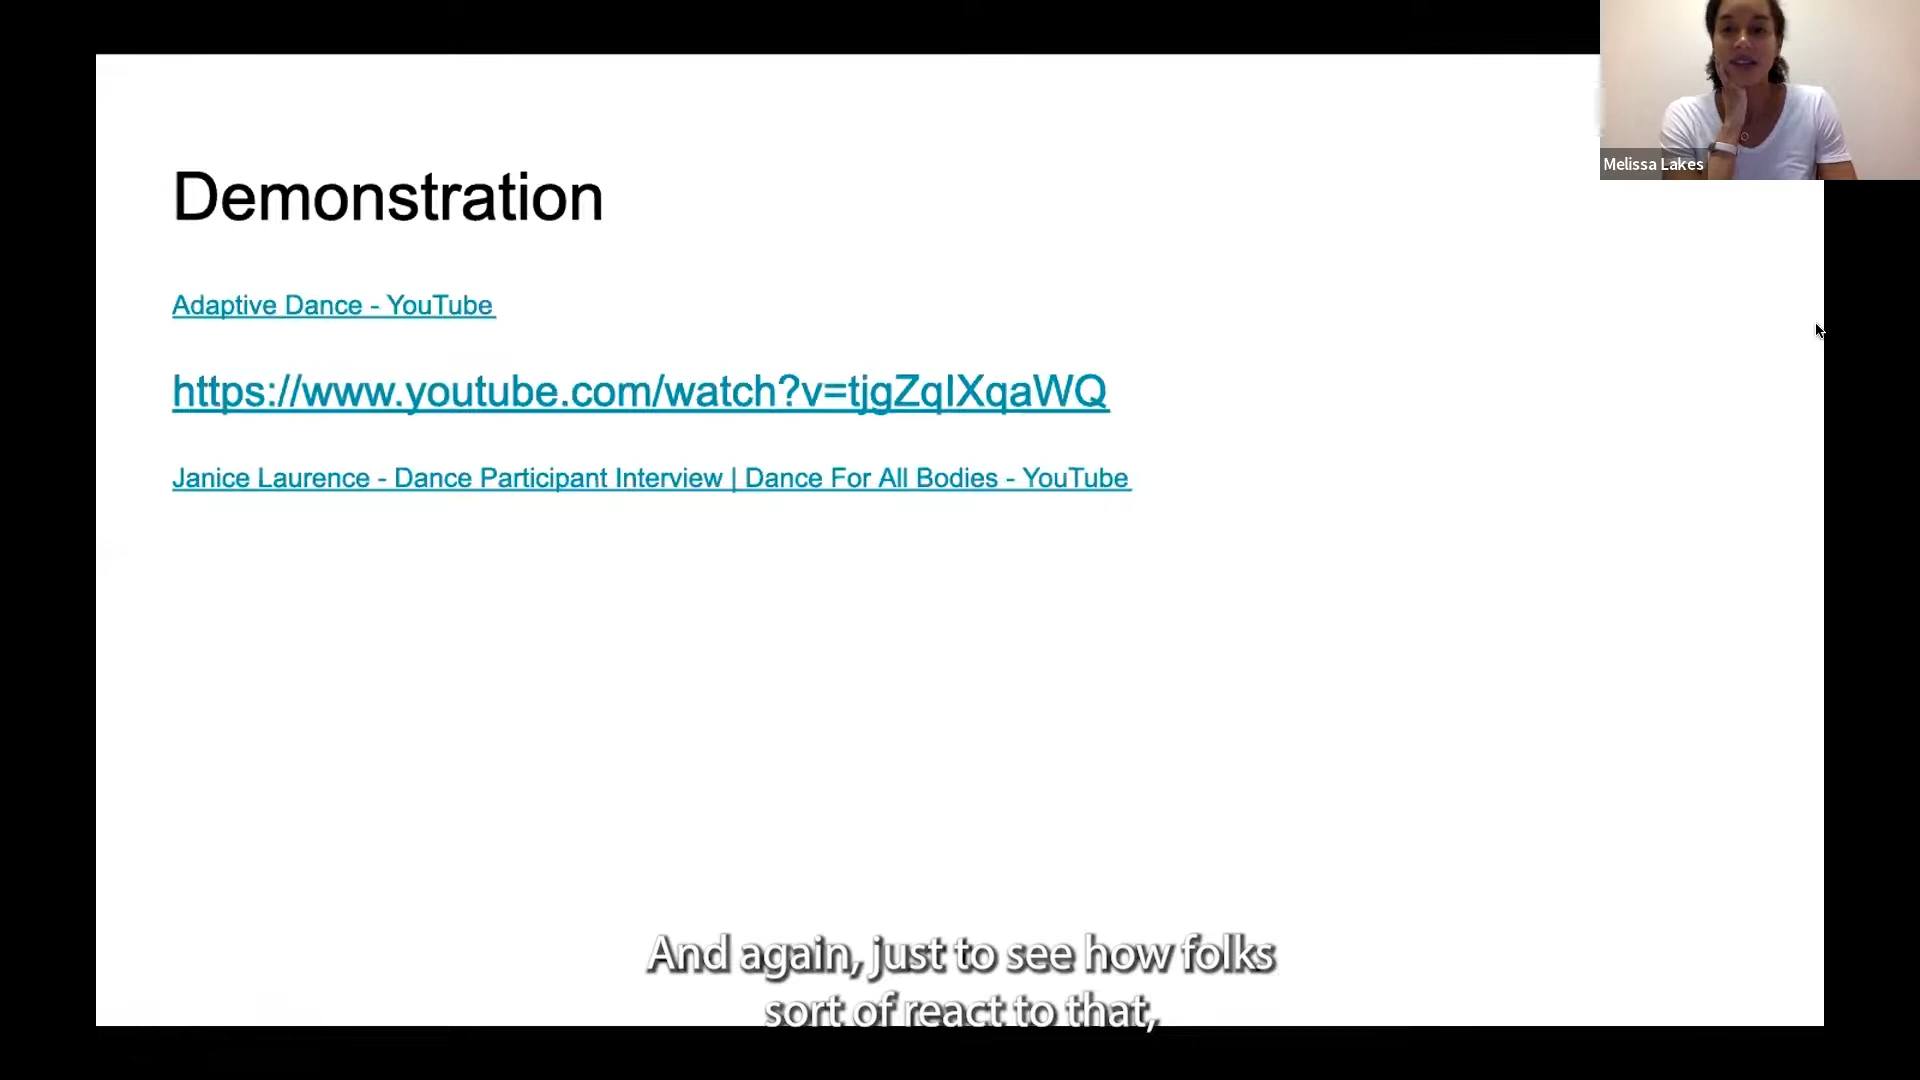 Melissa Lakes
Demonstration
Adaptive Dance - YouTube
https://www.youtube.com/watch?v=tjgZqIXqaWQ
Janice Laurence - Dance Participant Interview | Dance For All Bodies - YouTube
And again, just to see how folks
sort of react to that,